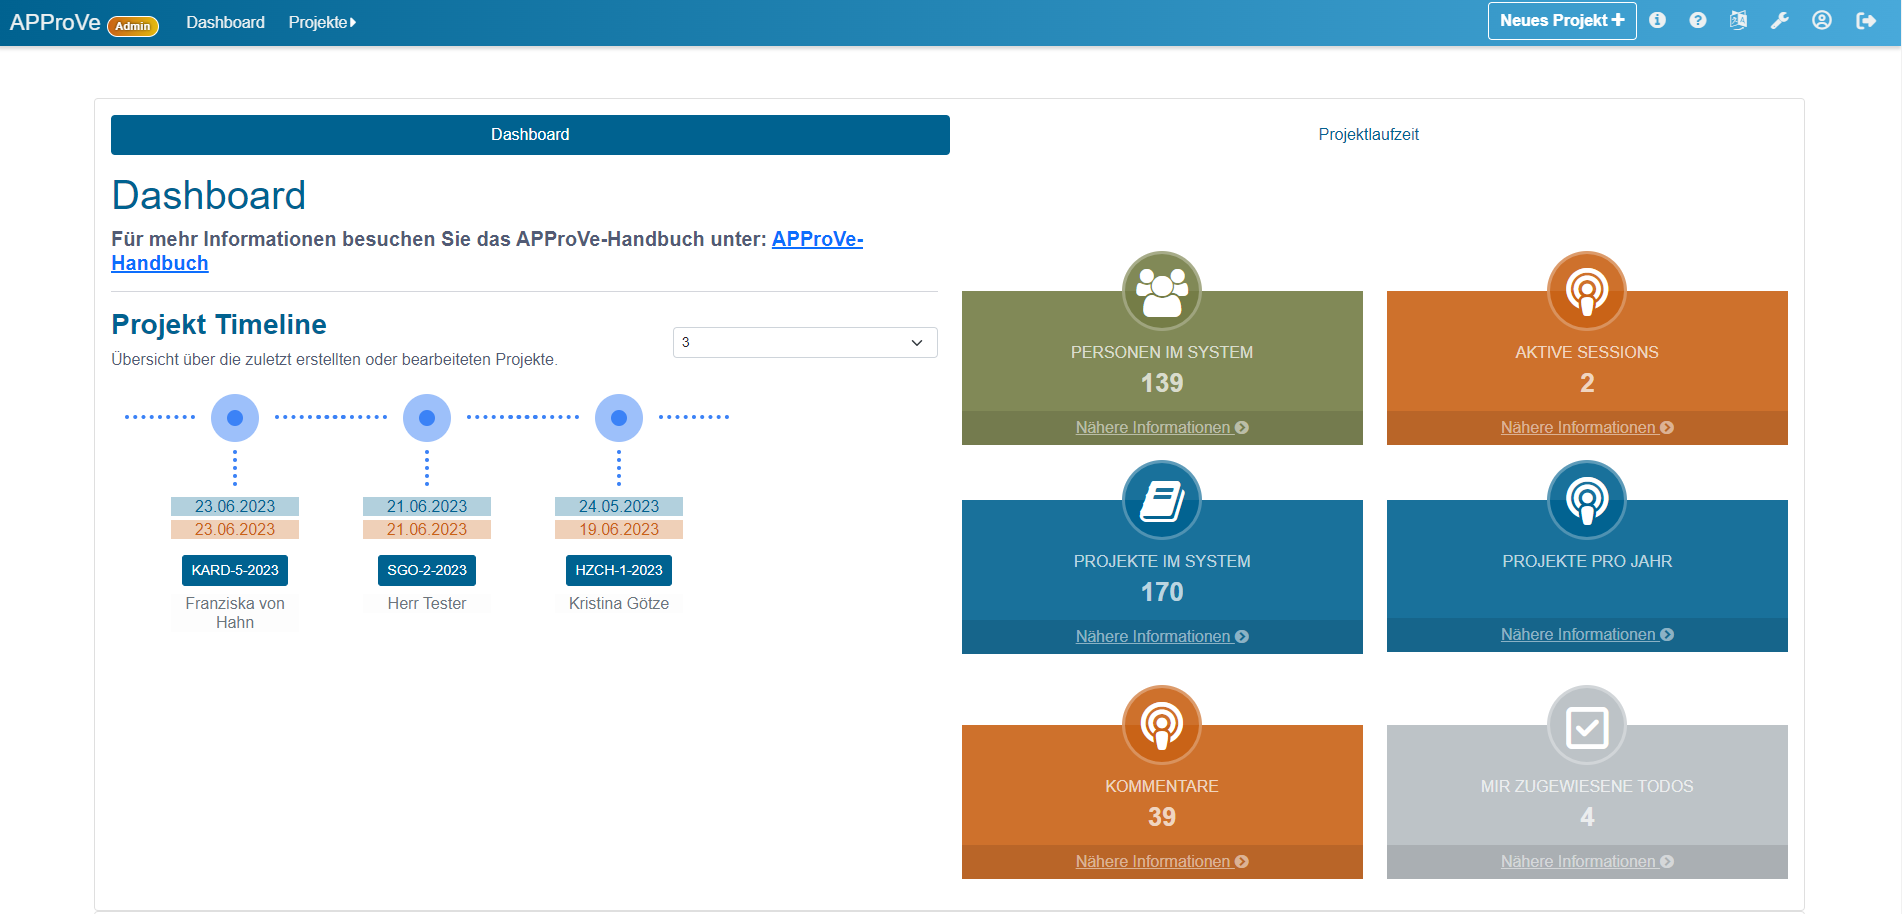 APProVe Admin Dashboard Projekte Neues Projekt
Dashboard
Projektlaufzeit
Dashboard
Für mehr Informationen besuchen Sie das APProVe-Handbuch unter: APProVe-
Handbuch
Projekt Timeline
Übersicht über die zuletzt erstellten oder bearbeiteten Projekte.
3
23.06.2023
23.06.2023
KARD-5-2023
Franziska von
Hahn
21.06.2023
21.06.2023
SGO-2-2023
Herr Tester
24.05.2023
19.06.2023
HZCH-1-2023
Kristina Götze
PERSONEN IM SYSTEM
139
Nähere Informationen
AKTIVE SESSIONS
2
Nähere Informationen
PROJEKTE IM SYSTEM
170
Nähere Informationen
PROJEKTE PRO JAHR
Nähere Informationen
KOMMENTARE
39
Nähere Informationen
MIR ZUGEWIESENE TODOS
4
Nähere Informationen